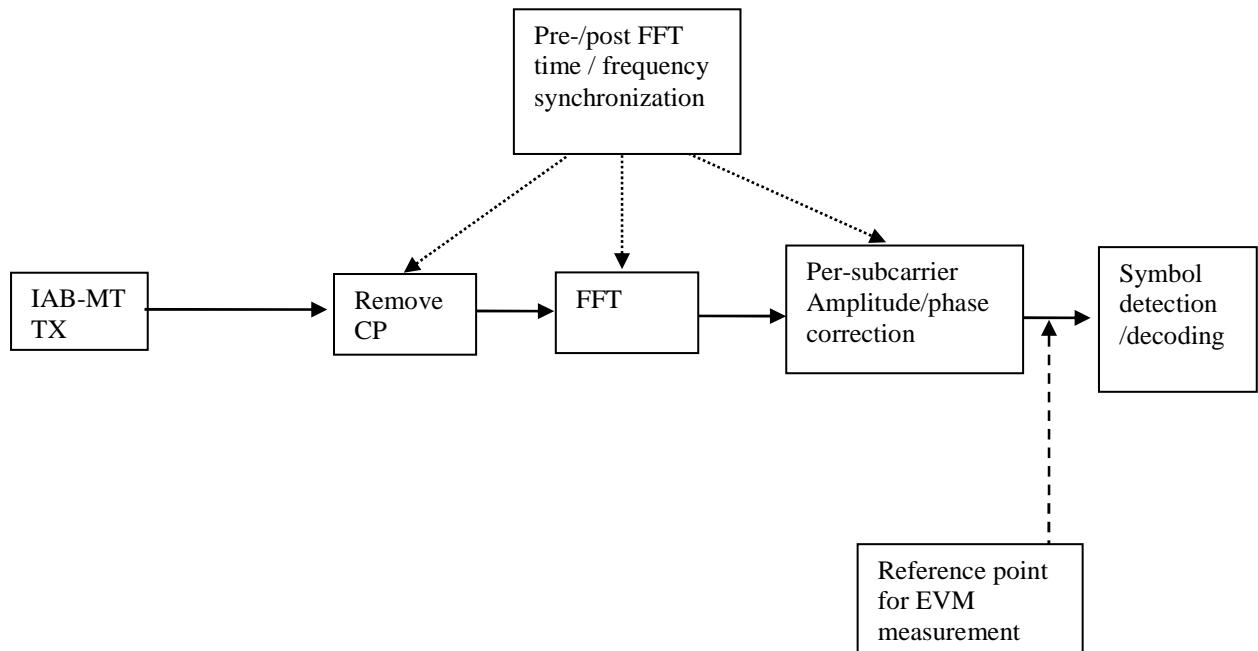 Pre-/post FFT
time / frequency
synchronization
IAB-MT
TX
Remove
CP
FFT
Per-subcarrier
Amplitude/phase
correction
Symbol
detection
/decoding
Reference point
for EVM
measurement